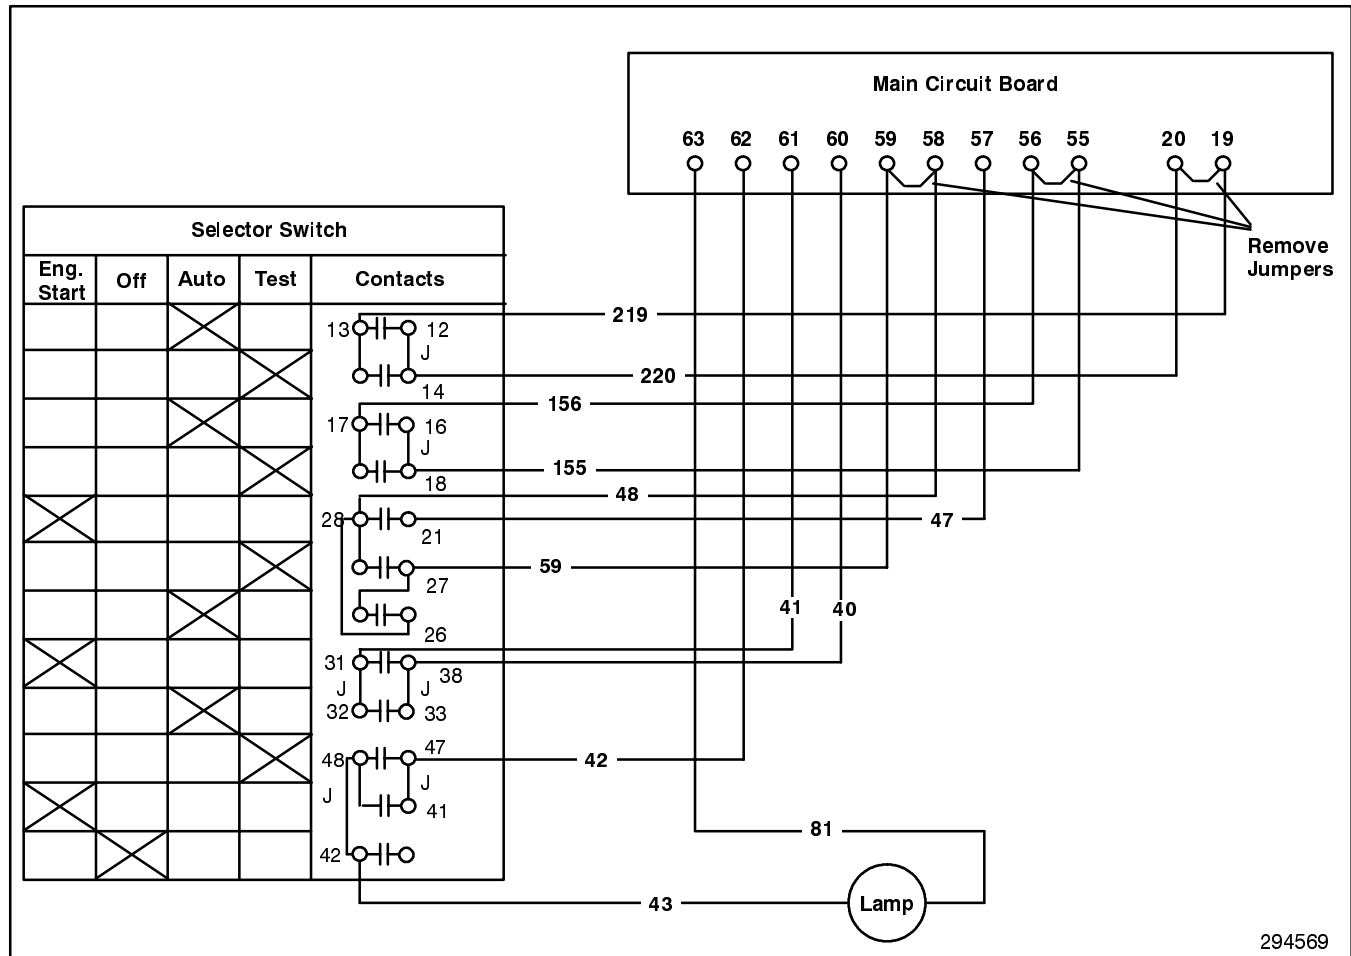 Main Circuit Board
63 62 61 60 59 58 57 56 55 20 19
Remove
Jumpers
Selector Switch
Eng.
Start
Off
Auto
Test
Contacts
219
13
12
J
220
14
156
17
16
J
155
18
48
28
47
21
59
27
41
40
26
31
38
J
J
32
33
48
47
42
J
J
41
81
42
43
Lamp
294569